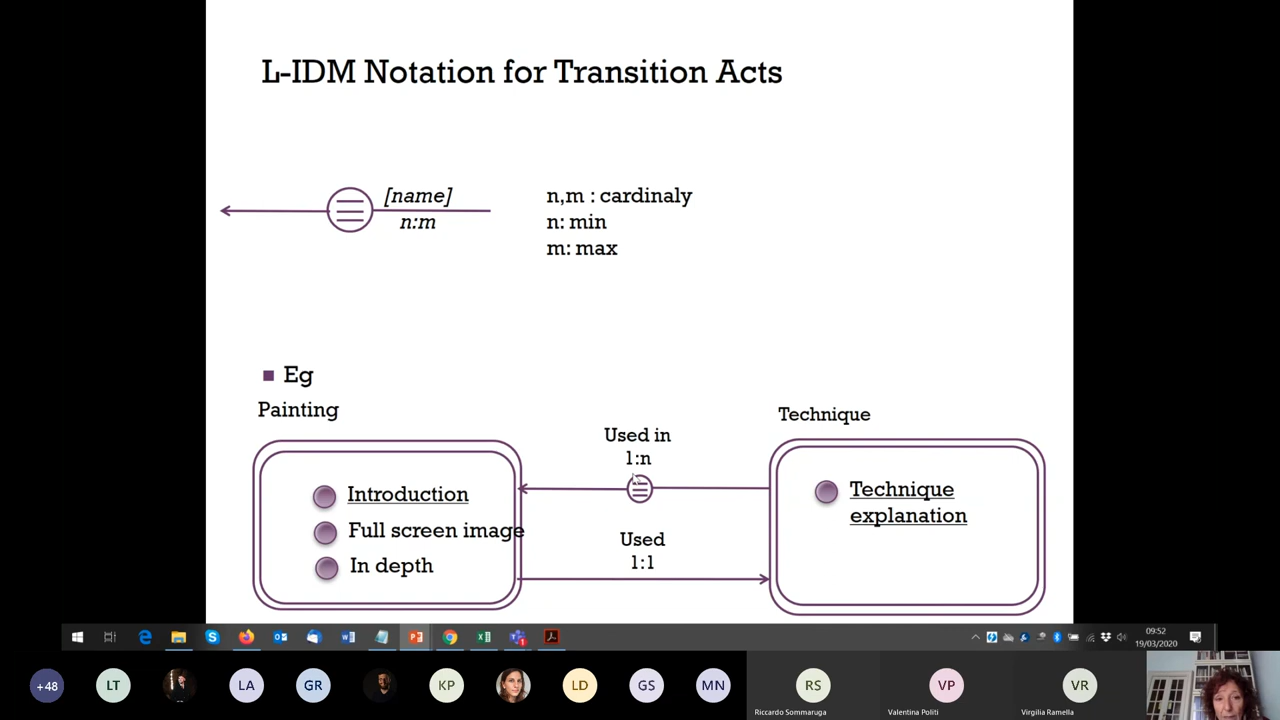 L-IDM Notation for Transition Acts
[name]
n:m
n,m : cardinaly
n: min
m: max
Eg
Painting
Technique
Used in
1:n
Introduction
Full screen image
In depth
Technique
explanation
Used
1:1
09:52
19/03/2020
+48
LT
LA
GR
KP
LD
GS
MN
RS
VP
VR
Riccardo Sommaruga
Valentina Politi
Virgilia Ramella